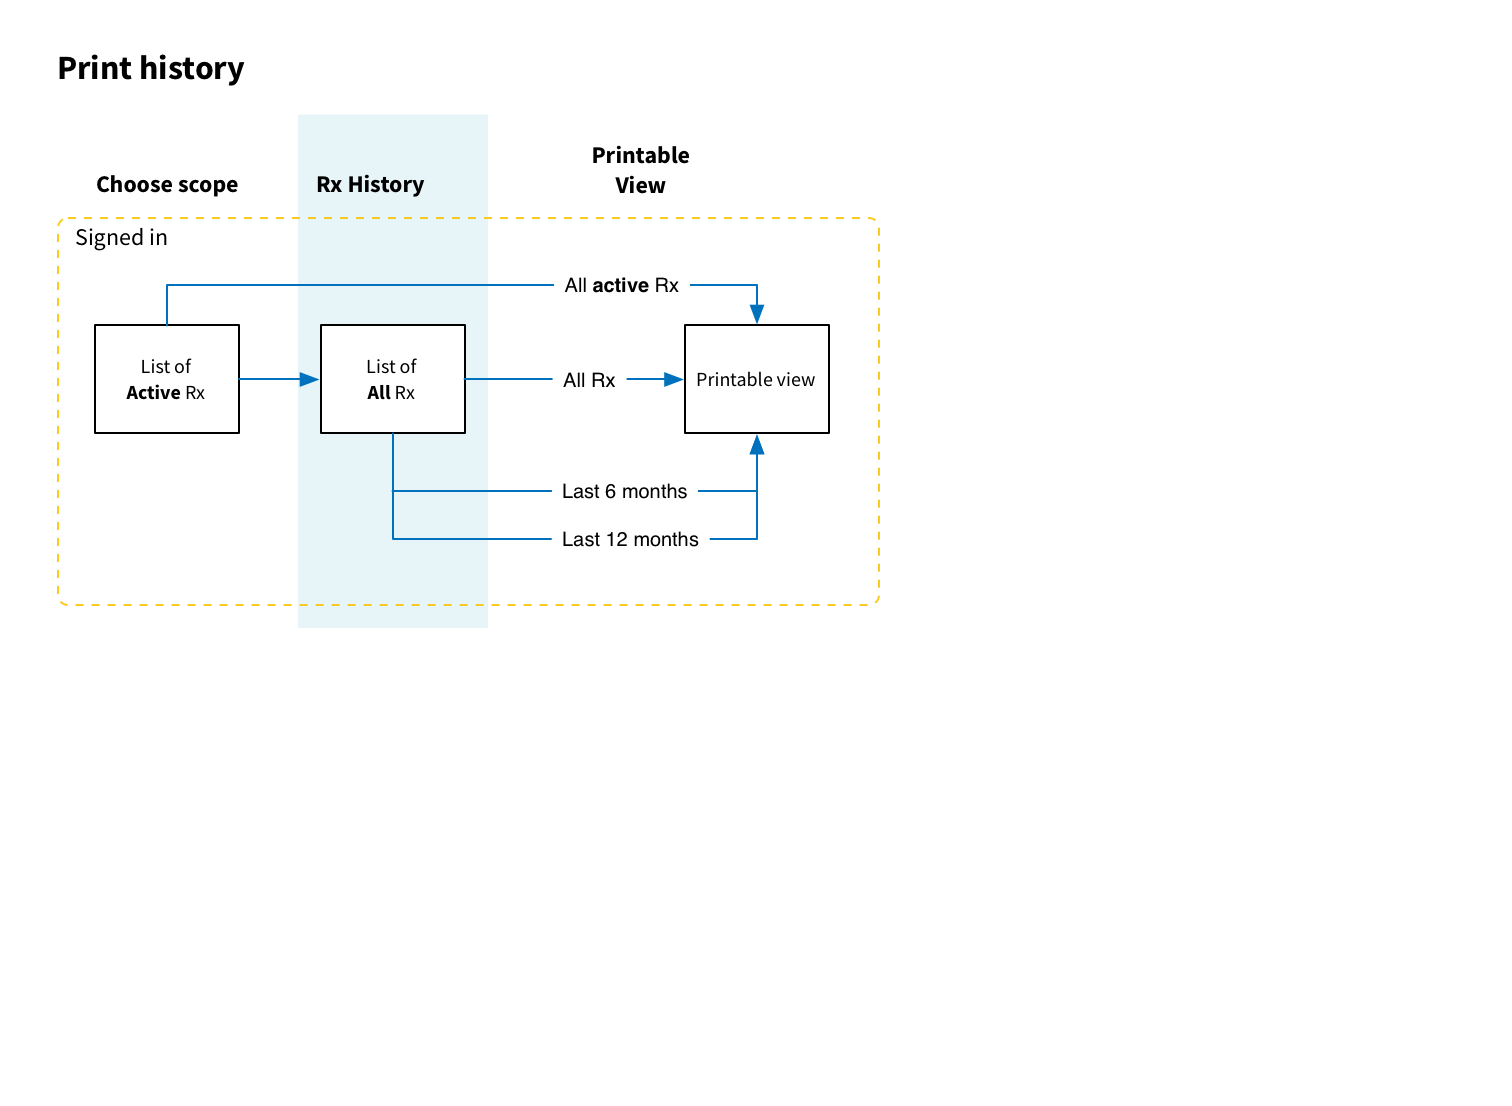 Print history
Choose scope
Rx History
Printable
View
Signed in
All active Rx
List of
Active Rx
List of
All Rx
All Rx
Printable view
Last 6 months
Last 12 months